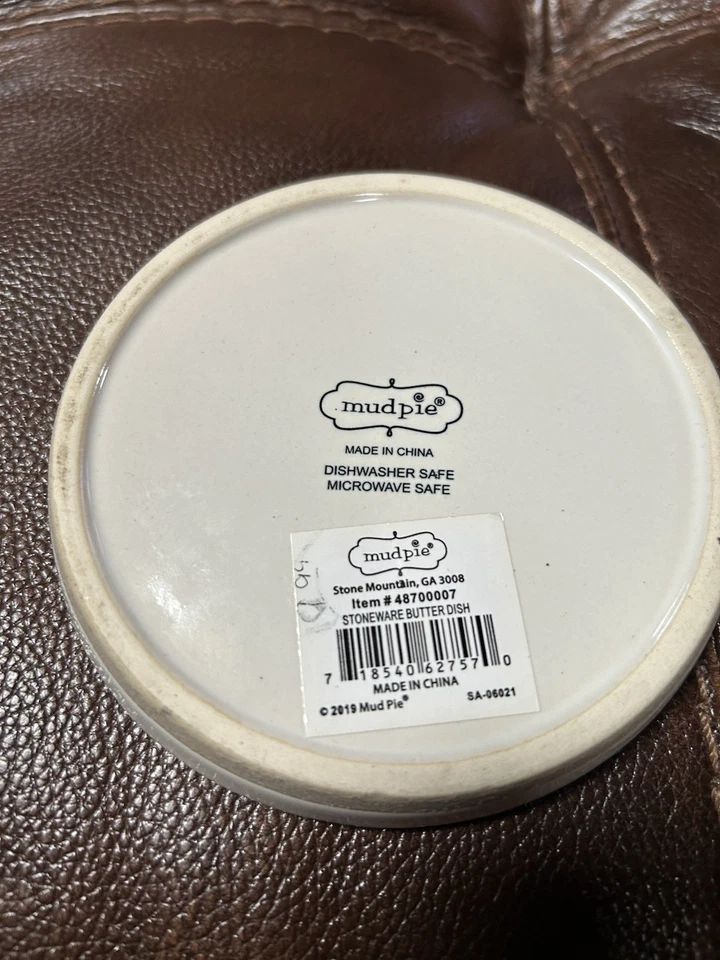 mudpie®
MADE IN CHINA
DISHWASHER SAFE
MICROWAVE SAFE
mudpie®
Stone Mountain, GA 3008
Item # 48700007
STONEWARE BUTTER DISH
7 18540 62757 0
MADE IN CHINA
© 2019 Mud Pie® SA-06021